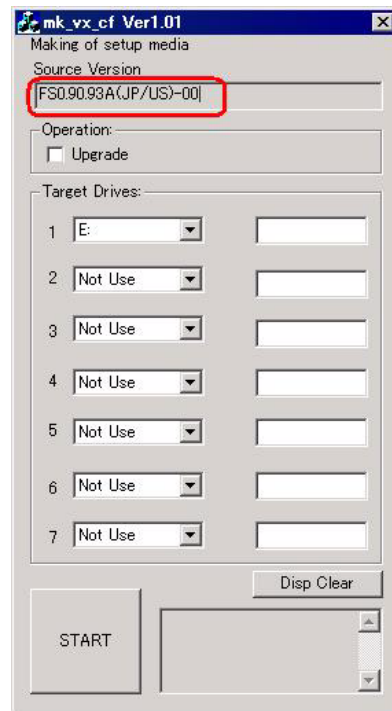 mk_vx_cf Ver1.01
Making of setup media
Source Version
FS0.90.93A(JP/US)-00
Operation:
Upgrade
Target Drives:
1 E:
2 Not Use
3 Not Use
4 Not Use
5 Not Use
6 Not Use
7 Not Use
Disp Clear
START